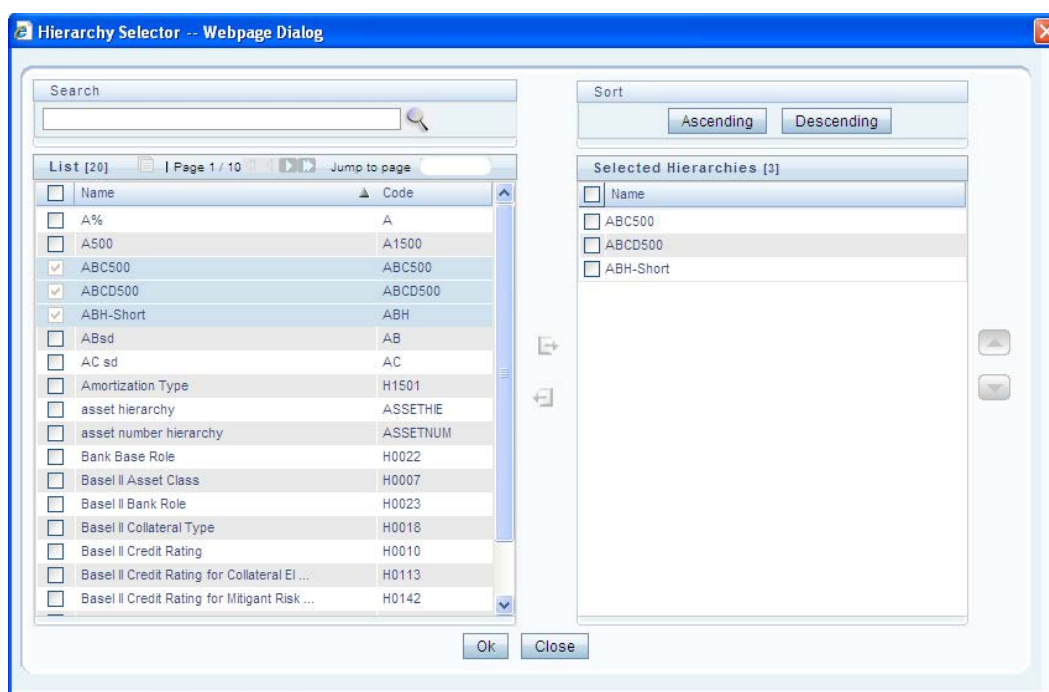 Hierarchy Selector -- Webpage Dialog
Search
Sort
Ascending Descending
List [20] | Page 1 / 10 Jump to page
Selected Hierarchies [3]
Name Code
Name
A% A
A500 A1500
ABC500 ABC500
ABCD500 ABCD500
ABH-Short ABH
ABsd AB
AC sd AC
Amortization Type H1501
asset hierarchy ASSETHIE
asset number hierarchy ASSETNUM
Bank Base Role H0022
Basel II Asset Class H0007
Basel II Bank Role H0023
Basel II Collateral Type H0018
Basel II Credit Rating H0010
Basel II Credit Rating for Collateral El ... H0113
Basel II Credit Rating for Mitigant Risk ... H0142
ABC500
ABCD500
ABH-Short
Ok Close